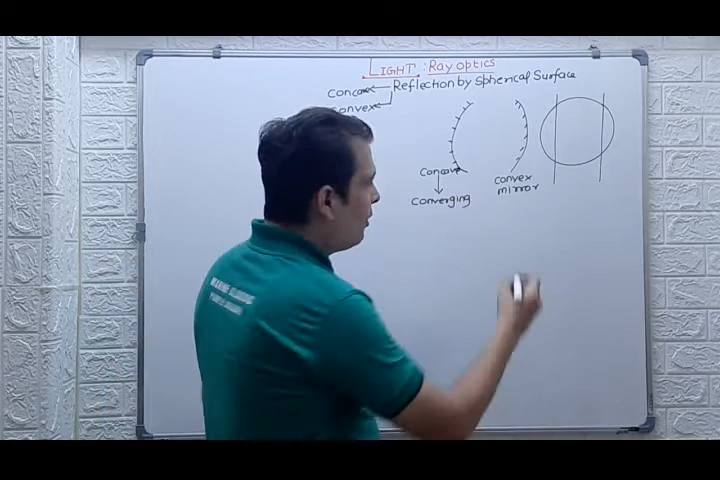 LIGHT : Ray optics
Reflection by Spherical Surface
Concave
Convex
Concave
Converging
convex
mirror